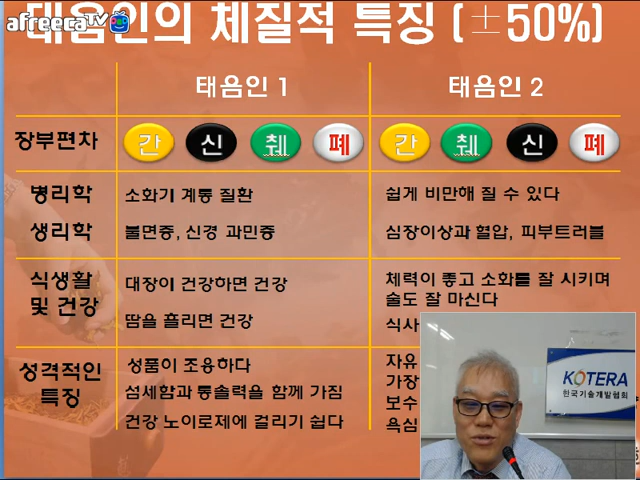 afreecaTV
태음인의 체질적 특징 (±50%)
태음인 1
태음인 2
장부편차
간 신 췌 폐
간 췌 신 폐
병리학
소화기 계통 질환
쉽게 비만해 질 수 있다
생리학
불면증, 신경 과민증
심장이상과 혈압, 피부트러블
식생활
및 건강
대장이 건강하면 건강
땀을 흘리면 건강
체력이 좋고 소화를 잘 시키며
술도 잘 마신다
식사
성격적인
특징
성품이 조용하다
섬세함과 통솔력을 함께 가짐
건강 노이로제에 걸리기 쉽다
자유
가장
보수
욕심
KOTERA
한국기술개발협회